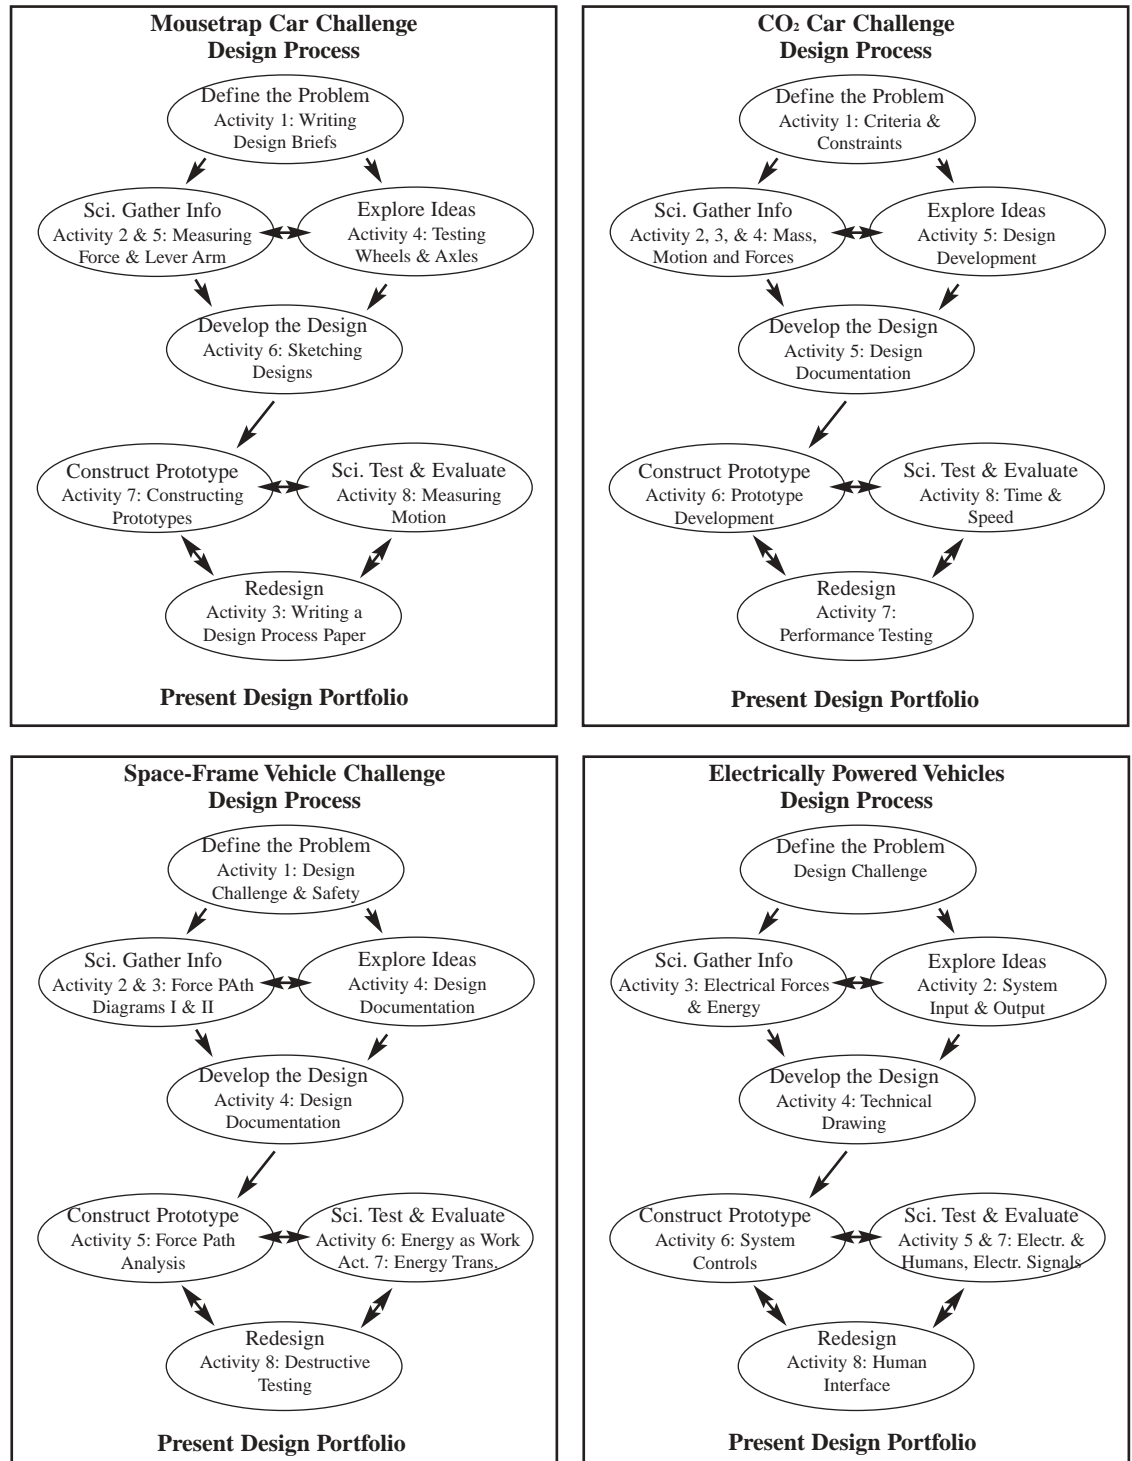 Mousetrap Car Challenge
Design Process
Define the Problem
Activity 1: Writing
Design Briefs
Sci. Gather Info
Activity 2 & 5: Measuring
Force & Lever Arm
Explore Ideas
Activity 4: Testing
Wheels & Axles
Develop the Design
Activity 6: Sketching
Designs
Construct Prototype
Activity 7: Constructing
Prototypes
Sci. Test & Evaluate
Activity 8: Measuring
Motion
Redesign
Activity 3: Writing a
Design Process Paper
Present Design Portfolio
CO₂ Car Challenge
Design Process
Define the Problem
Activity 1: Criteria &
Constraints
Sci. Gather Info
Activity 2, 3, & 4: Mass,
Motion and Forces
Explore Ideas
Activity 5: Design
Development
Develop the Design
Activity 5: Design
Documentation
Construct Prototype
Activity 6: Prototype
Development
Sci. Test & Evaluate
Activity 8: Time &
Speed
Redesign
Activity 7:
Performance Testing
Present Design Portfolio
Space-Frame Vehicle Challenge
Design Process
Define the Problem
Activity 1: Design
Challenge & Safety
Sci. Gather Info
Activity 2 & 3: Force PAth
Diagrams I & II
Explore Ideas
Activity 4: Design
Documentation
Develop the Design
Activity 4: Design
Documentation
Construct Prototype
Activity 5: Force Path
Analysis
Sci. Test & Evaluate
Activity 6: Energy as Work
Act. 7: Energy Trans.
Redesign
Activity 8: Destructive
Testing
Present Design Portfolio
Electrically Powered Vehicles
Design Process
Define the Problem
Design Challenge
Sci. Gather Info
Activity 3: Electrical Forces
& Energy
Explore Ideas
Activity 2: System
Input & Output
Develop the Design
Activity 4: Technical
Drawing
Construct Prototype
Activity 6: System
Controls
Sci. Test & Evaluate
Activity 5 & 7: Electr. &
Humans, Electr. Signals
Redesign
Activity 8: Human
Interface
Present Design Portfolio